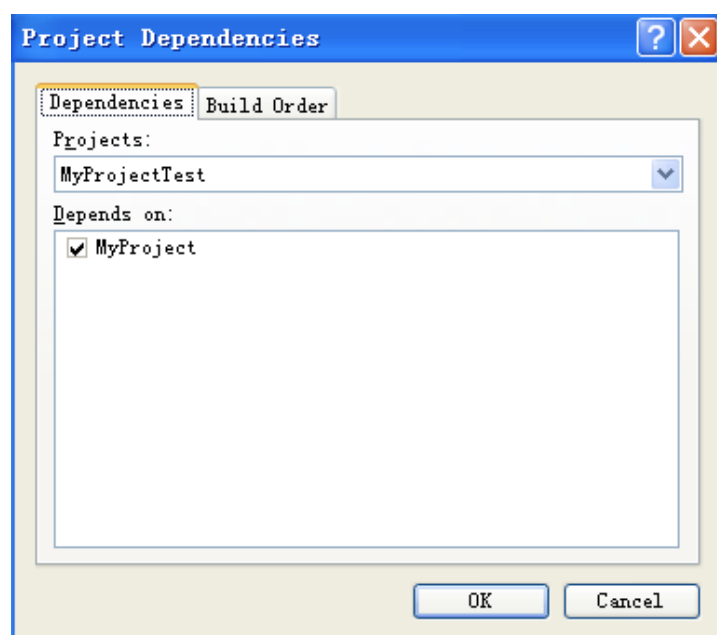 Project Dependencies
Dependencies Build Order
Projects:
MyProjectTest
Depends on:
MyProject
OK Cancel